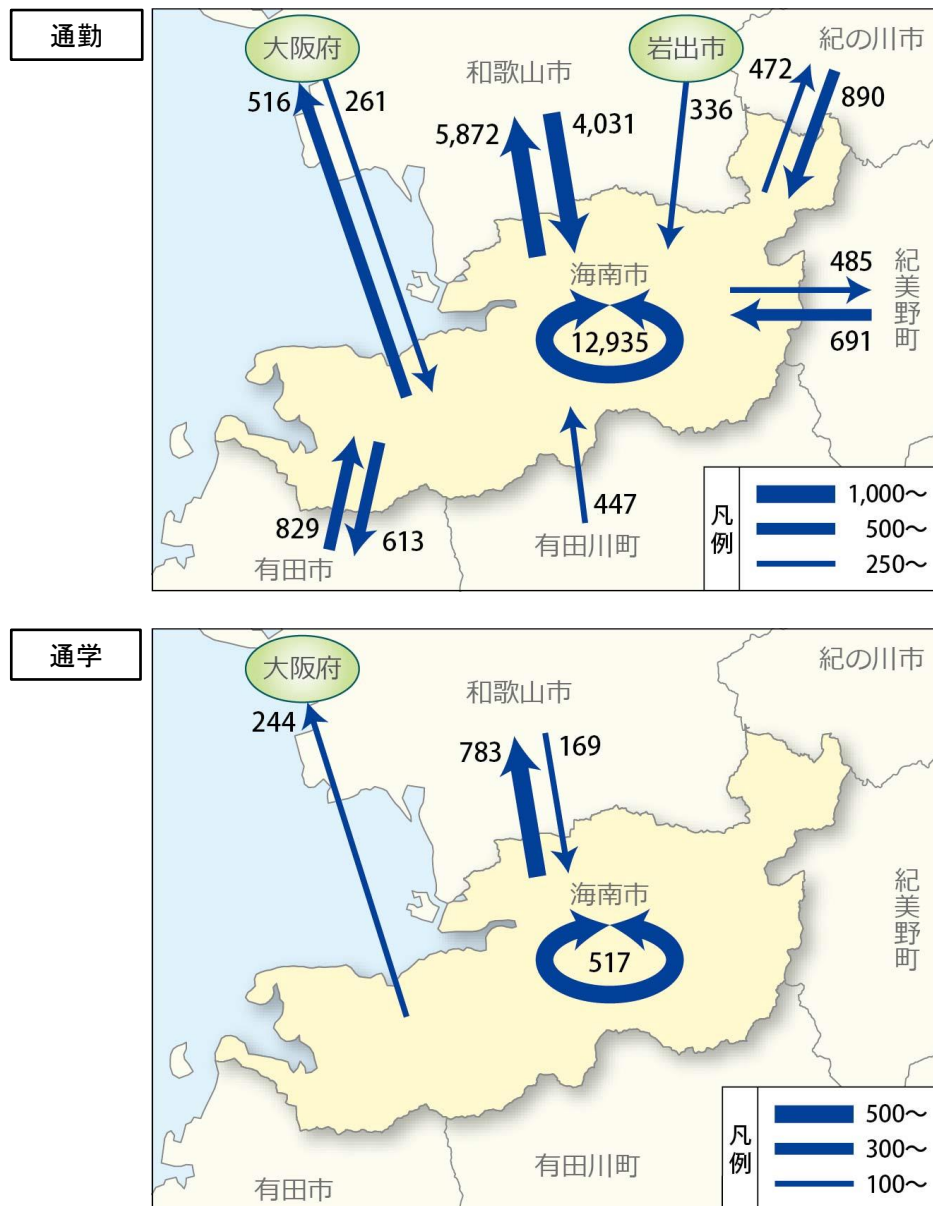 通勤
大阪府
岩出市
紀の川市
和歌山市
516
261
5,872
4,031
336
472
890
海南市
12,935
485
691
紀美野町
829
613
447
有田市
有田川町
凡例
1,000～
500～
250～
通学
大阪府
紀の川市
和歌山市
244
783
169
海南市
517
紀美野町
有田市
有田川町
凡例
500～
300～
100～